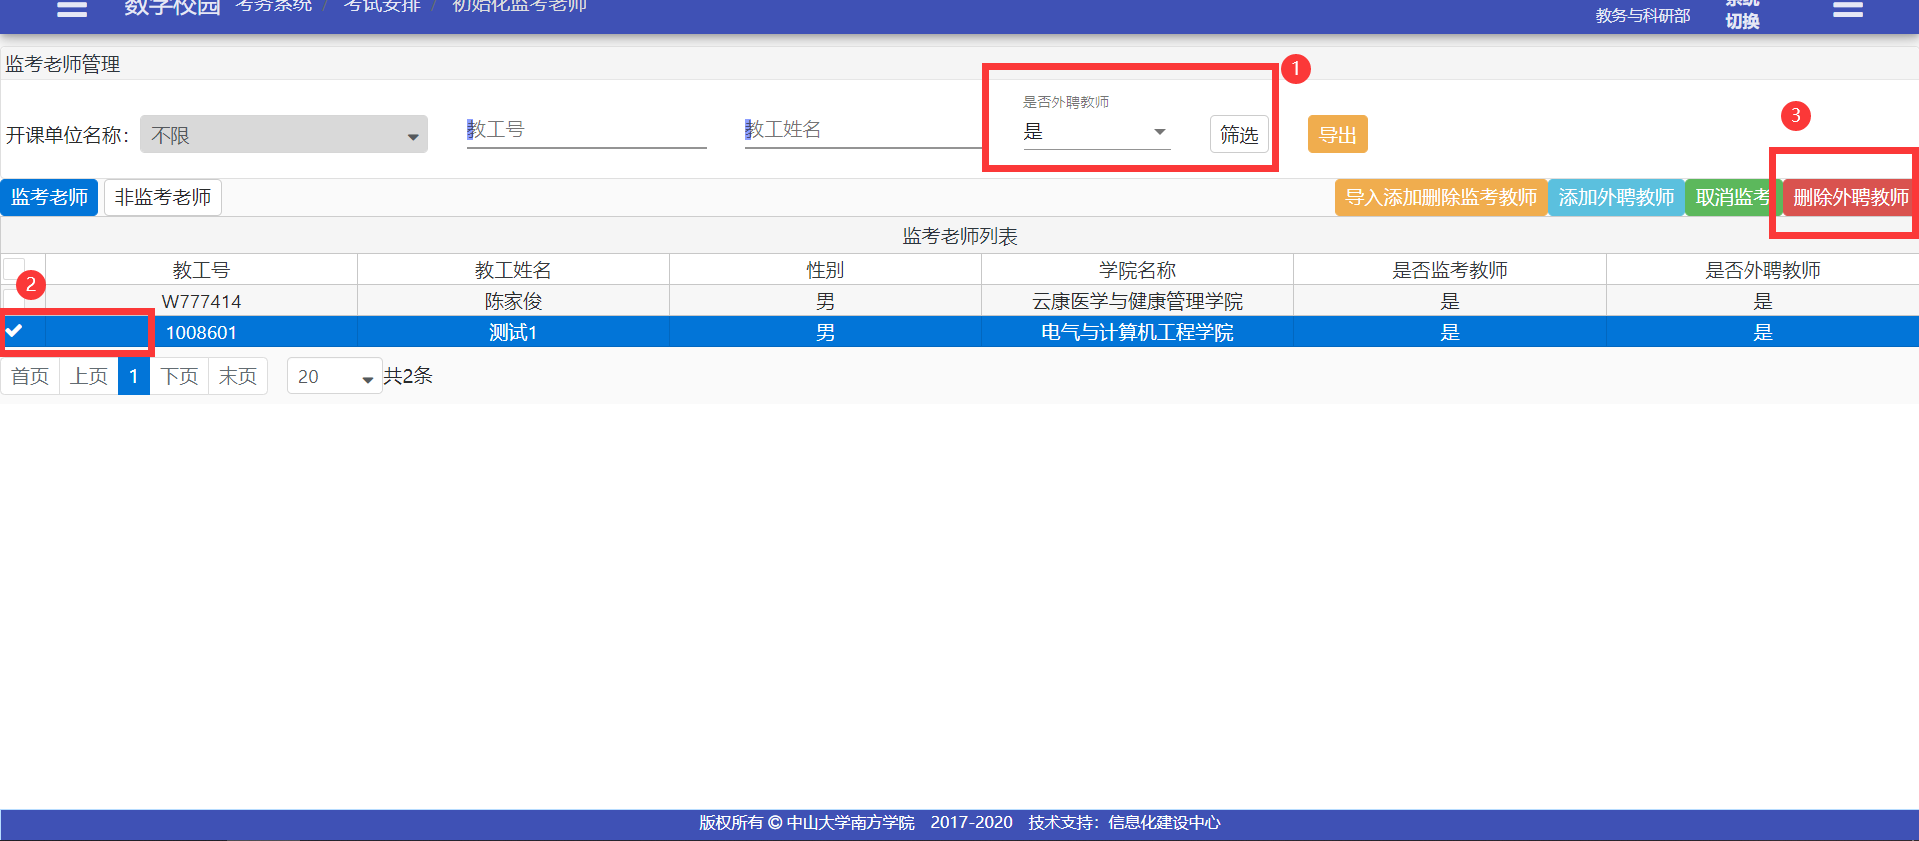 数字校园 考务系统 / 考试安排 / 初始化监考老师
教务与科研部
系统
切换
监考老师管理
1
是否外聘教师
3
开课单位名称： 不限 教工号 教工姓名 是 筛选 导出
监考老师 非监考老师 导入添加删除监考教师 添加外聘教师 取消监考 删除外聘教师
监考老师列表
教工号 教工姓名 性别 学院名称 是否监考教师 是否外聘教师
2
W777414 陈家俊 男 云康医学与健康管理学院 是 是
1008601 测试1 男 电气与计算机工程学院 是 是
首页 上页 1 下页 末页 20 共2条
版权所有 © 中山大学南方学院 2017-2020 技术支持：信息化建设中心